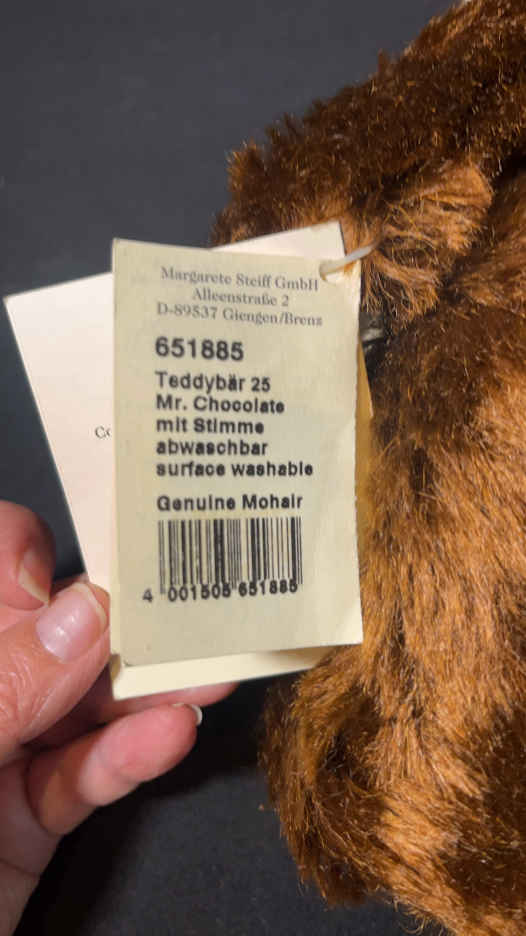 Margarete Steiff GmbH
Alleenstraße 2
D-89537 Giengen/Brenz
651885
Teddybär 25
Mr. Chocolate
mit Stimme
abwaschbar
surface washable
Genuine Mohair
4 001505 651885